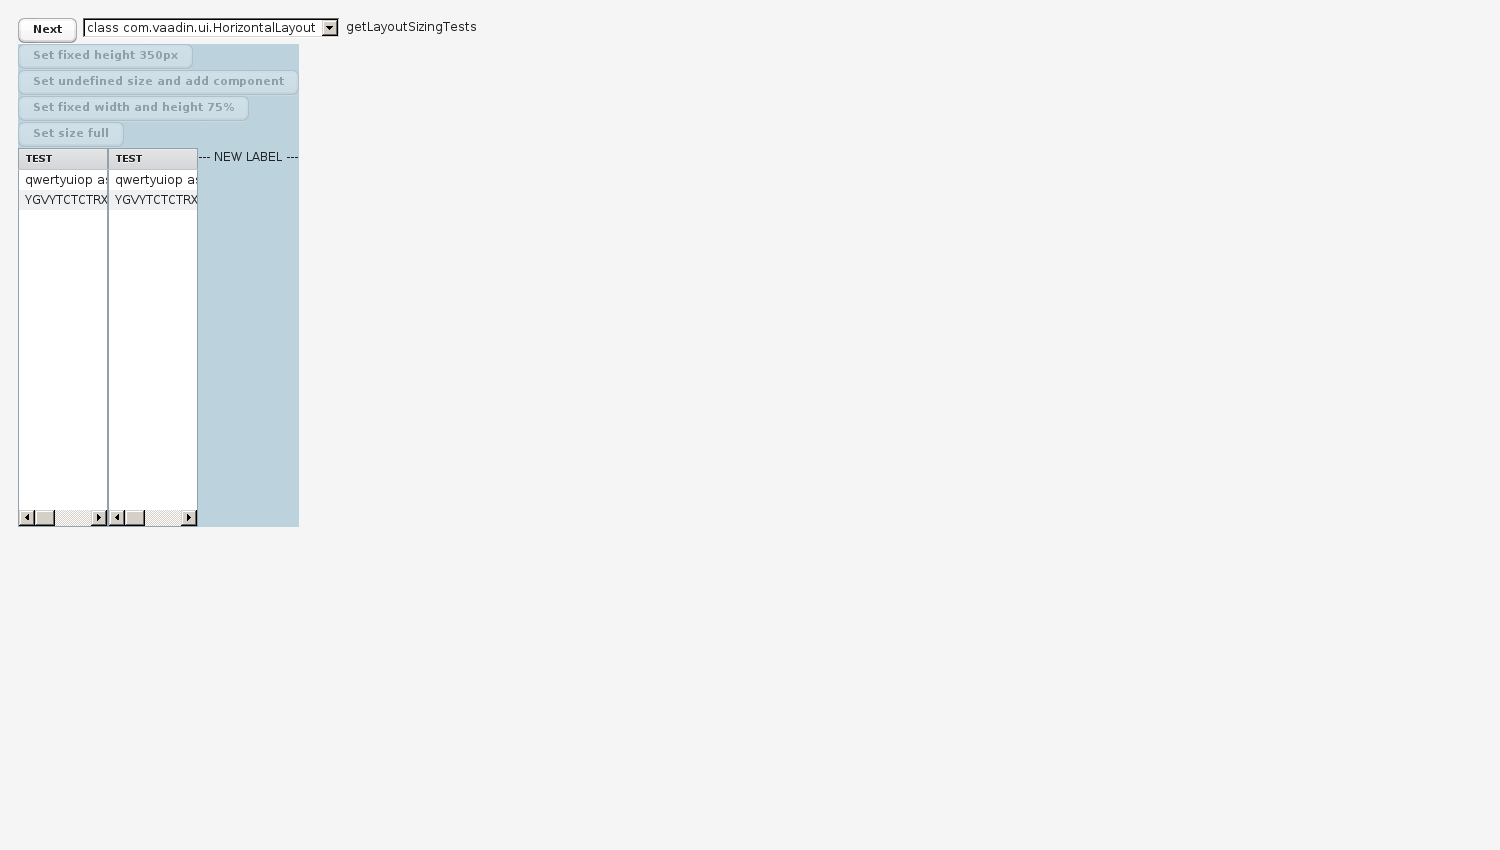 Next class com.vaadin.ui.HorizontalLayout getLayoutSizingTests
Set fixed height 350px
Set undefined size and add component
Set fixed width and height 75%
Set size full
TEST TEST --- NEW LABEL ---
qwertyuiop as qwertyuiop as
YGVYTCTCTRX YGVYTCTCTRX